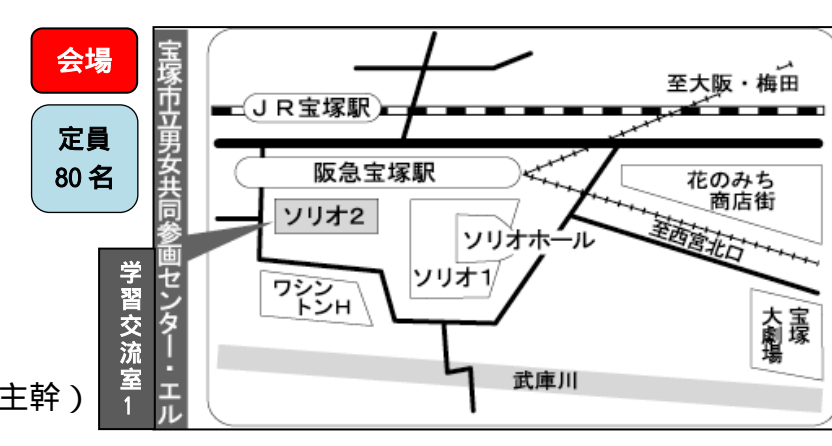 会場
定員
80名
宝塚市立男女共同参画センター・エル
学習交流室1
主幹）
至大阪・梅田
ＪＲ宝塚駅
阪急宝塚駅
花のみち
商店街
ソリオ2
ソリオホール
至西宮北口
ソリオ1
ワシン
トンH
宝塚
大劇場
武庫川